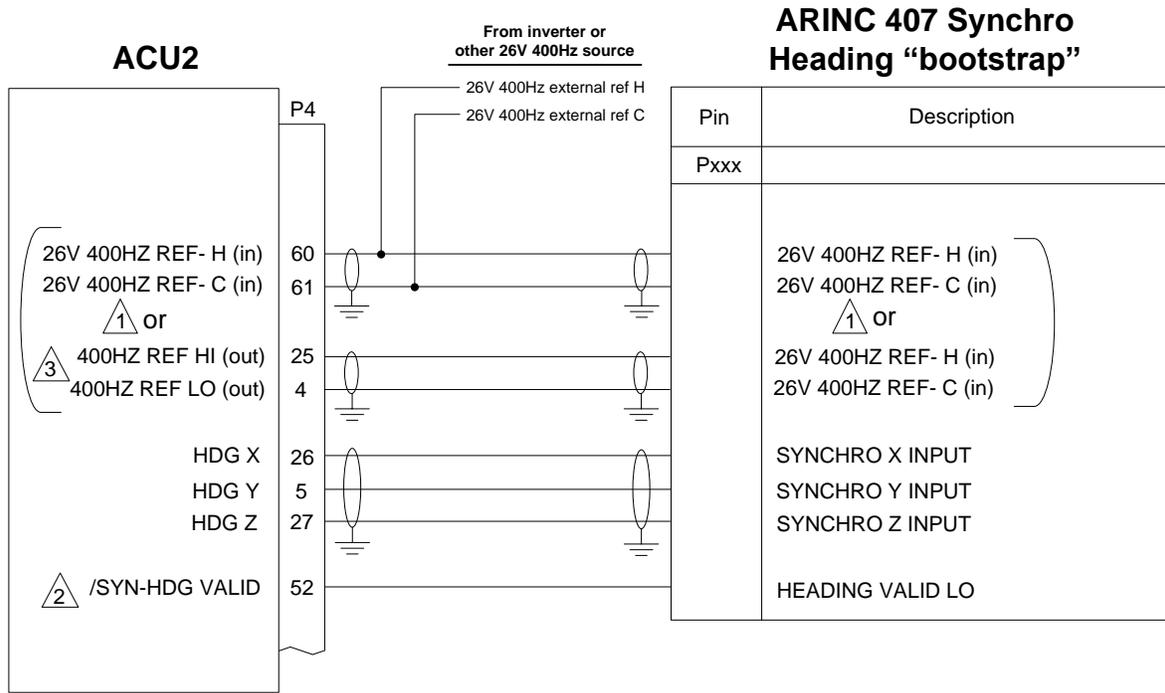 ACU2
From inverter or
other 26V 400Hz source
ARINC 407 Synchro
Heading “bootstrap”
26V 400Hz external ref H
26V 400Hz external ref C
P4
Pin Description
Pxxx
26V 400HZ REF- H (in) 60 26V 400HZ REF- H (in)
26V 400HZ REF- C (in) 61 26V 400HZ REF- C (in)
1 or 1 or
3 400HZ REF HI (out) 25 26V 400HZ REF- H (in)
400HZ REF LO (out) 4 26V 400HZ REF- C (in)
HDG X 26 SYNCHRO X INPUT
HDG Y 5 SYNCHRO Y INPUT
HDG Z 27 SYNCHRO Z INPUT
2 /SYN-HDG VALID 52 HEADING VALID LO